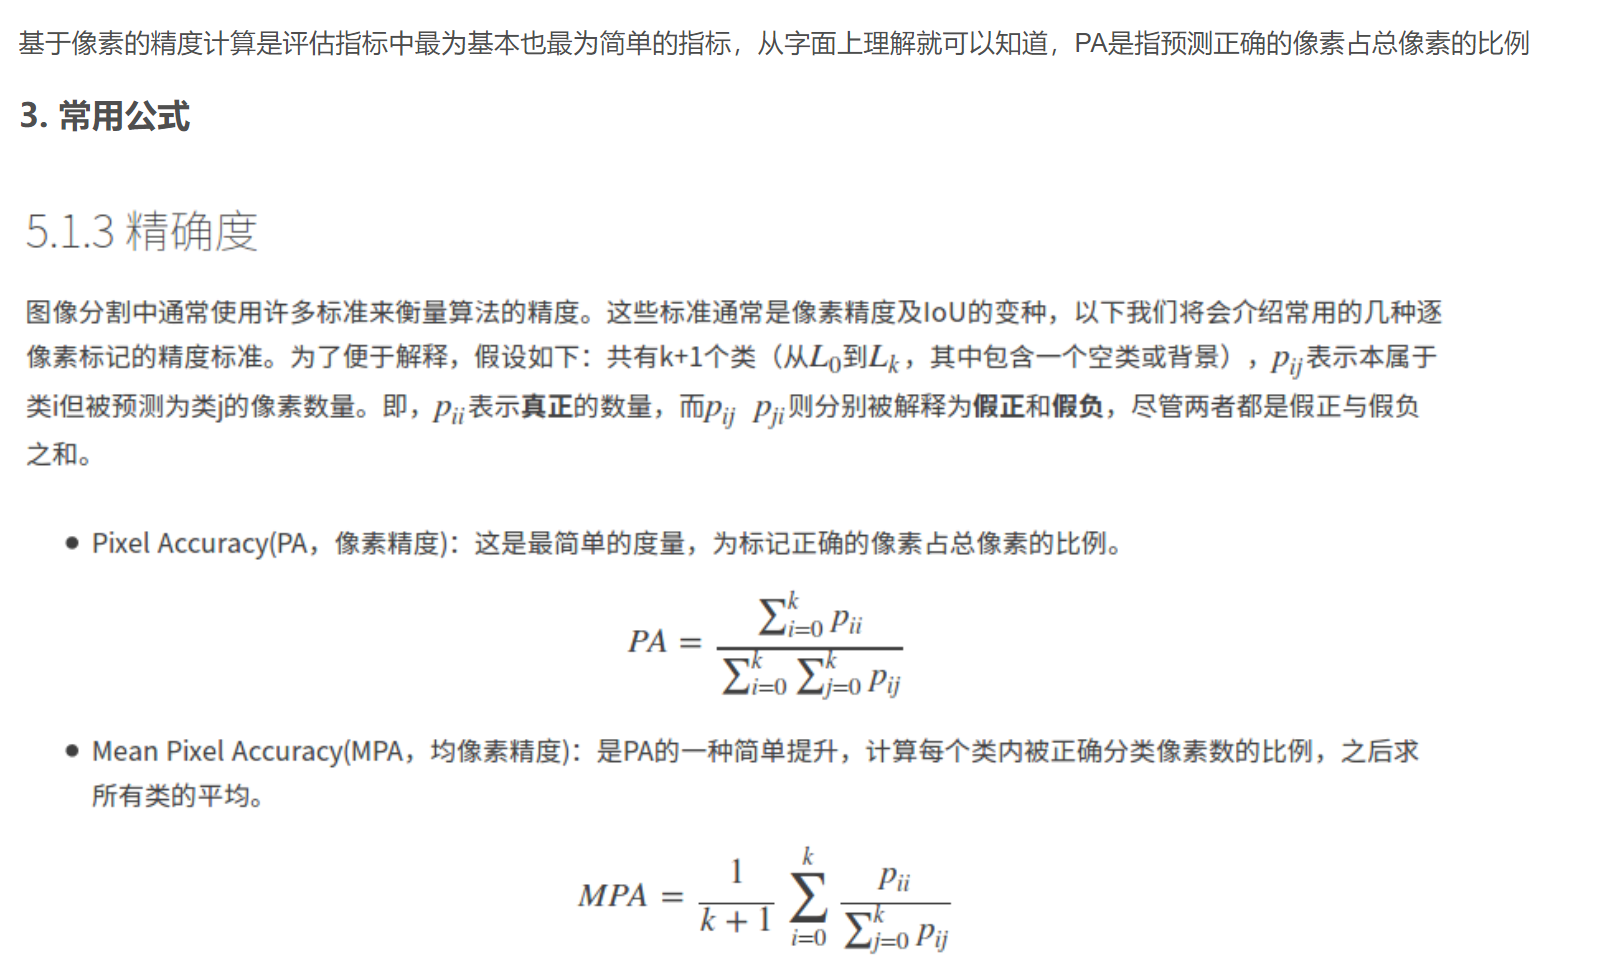 基于像素的精度计算是评估指标中最为基本也最为简单的指标，从字面上理解就可以知道，PA是指预测正确的像素占总像素的比例
3. 常用公式
5.1.3 精确度
图像分割中通常使用许多标准来衡量算法的精度。这些标准通常是像素精度及IoU的变种，以下我们将会介绍常用的几种逐
像素标记的精度标准。为了便于解释，假设如下：共有k+1个类（从L_0到L_k，其中包含一个空类或背景），p_{ij}表示本属于
类i但被预测为类j的像素数量。即，p_{ii}表示真正的数量，而p_{ij} p_{ji}则分别被解释为假正和假负，尽管两者都是假正与假负
之和。
● Pixel Accuracy(PA，像素精度)：这是最简单的度量，为标记正确的像素占总像素的比例。
PA = \frac{\sum_{i=0}^{k} p_{ii}}{\sum_{i=0}^{k} \sum_{j=0}^{k} p_{ij}}
● Mean Pixel Accuracy(MPA，均像素精度)：是PA的一种简单提升，计算每个类内被正确分类像素数的比例，之后求
所有类的平均。
MPA = \frac{1}{k+1} \sum_{i=0}^{k} \frac{p_{ii}}{\sum_{j=0}^{k} p_{ij}}